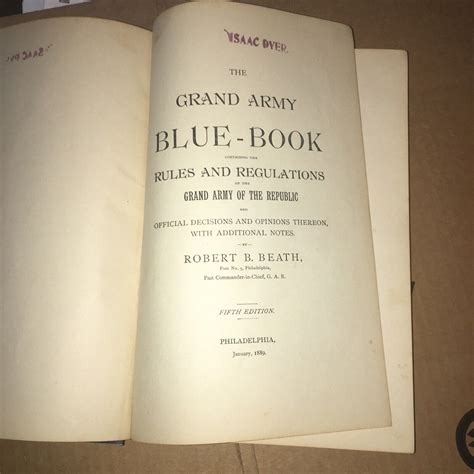 ISAAC DYER.
ISAAC DY
THE
GRAND ARMY
BLUE-BOOK
CONTAINING THE
RULES AND REGULATIONS
OF THE
GRAND ARMY OF THE REPUBLIC
AND
OFFICIAL DECISIONS AND OPINIONS THEREON,
WITH ADDITIONAL NOTES.
BY
ROBERT B. BEATH,
Post No. 5, Philadelphia,
Past Commander-in-Chief, G. A. R.
FIFTH EDITION.
PHILADELPHIA,
January, 1889.